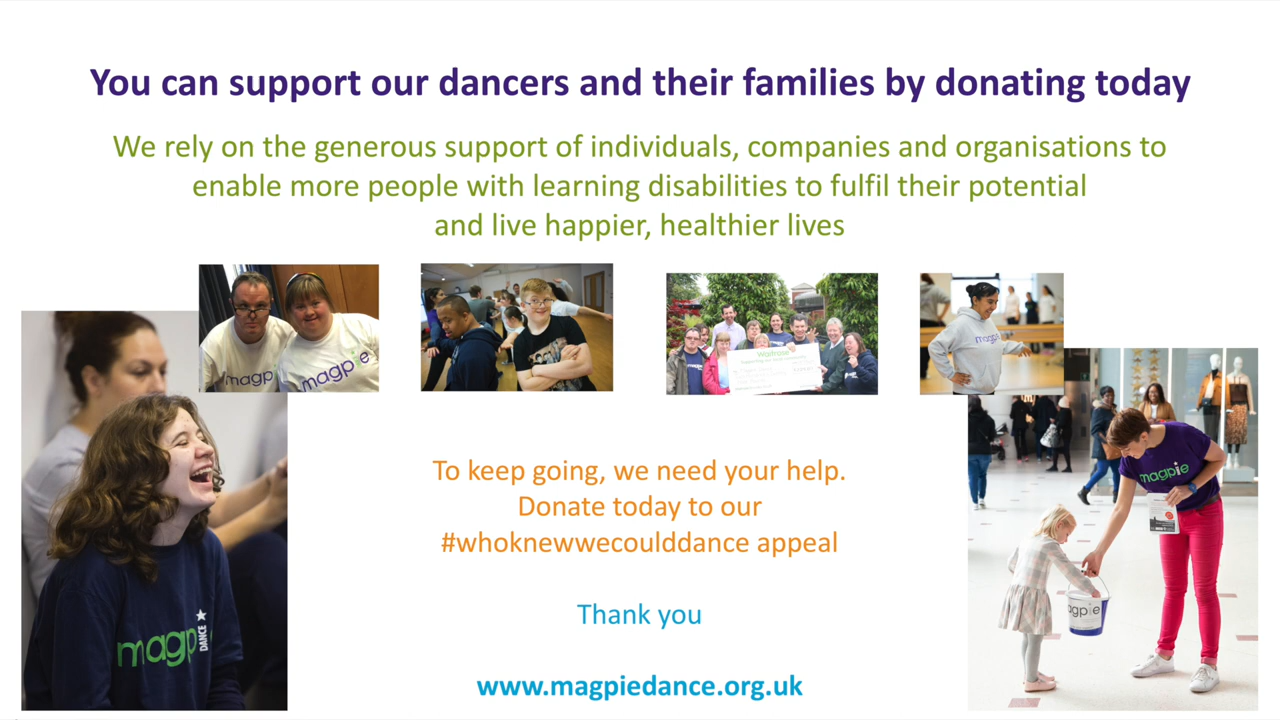 You can support our dancers and their families by donating today
We rely on the generous support of individuals, companies and organisations to
enable more people with learning disabilities to fulfil their potential
and live happier, healthier lives
magp
magpie
Waitrose
magpie
To keep going, we need your help.
Donate today to our
#whoknewwecoulddance appeal
Thank you
www.magpiedance.org.uk
magpi
DANCE
magpie
agpie